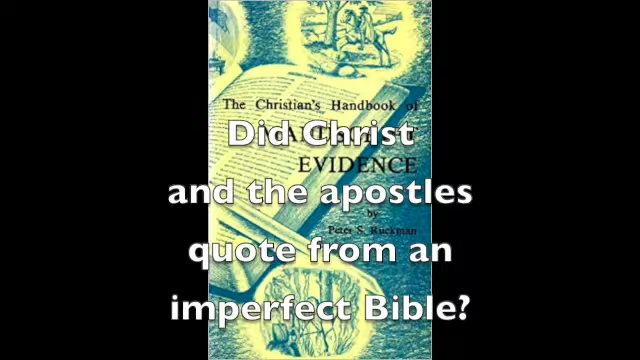 The Christian's Handbook of
Did Christ
EVIDENCE
and the apostles
by
Peter S. Ruckman
quote from an
imperfect Bible?